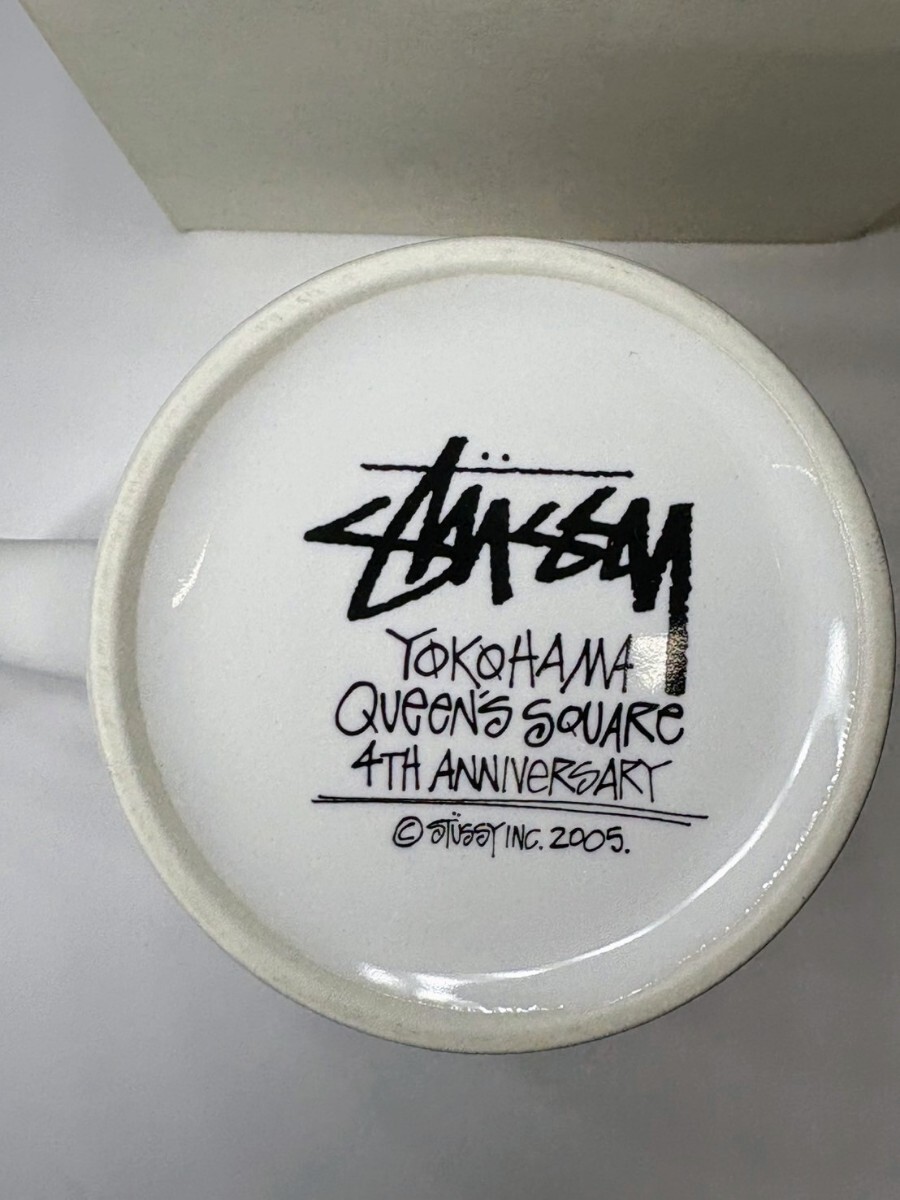 STÜSSY
YOKOHAMA
QUEEN'S SQUARE
4TH ANNIVERSARY
© STÜSSY INC. 2005.